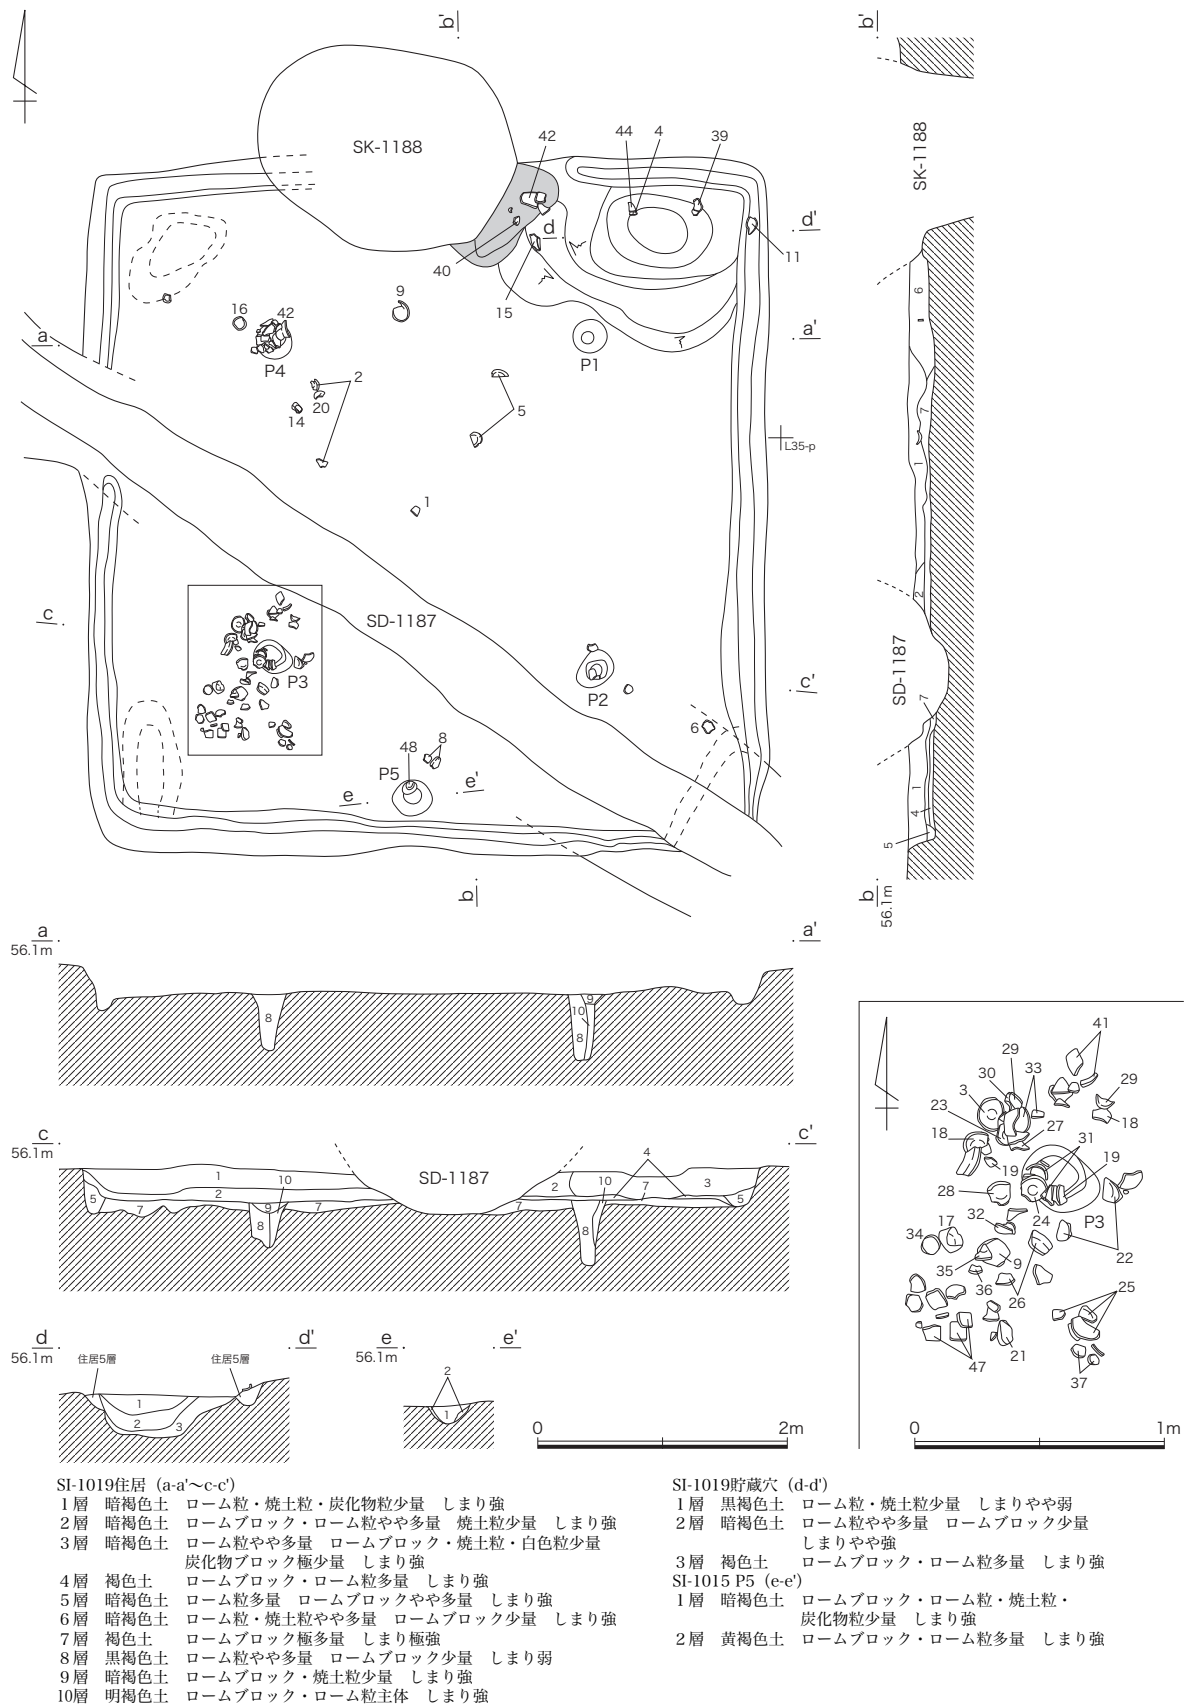 b'
b'
SK-1188
SK-1188
42
44
4
39
d
d'
11
40
15
9
16
42
P4
a
a'
P1
2
20
14
5
L35-p
1
6
7
1
2
c
SD-1187
P3
P2
c'
6
SD-1187
7
48
8
P5
e
e'
1
4
5
b
b
56.1m
a
a'
56.1m
8
9
10
8
c
c'
56.1m
SD-1187
1
2
10
5
7
9
8
7
4
2
10
7
3
7
5
8
41
29
30
33
3
29
23
18
18
27
31
19
19
28
24
P3
32
17
34
22
35
9
36
26
25
47
21
37
d
d'
56.1m
住居5層
住居5層
1
2
3
e
e'
56.1m
2
1
0
2m
0
1m
SI-1019住居(a-a'〜c-c')
1層 暗褐色土 ローム粒・焼土粒・炭化物粒少量 しまり強
2層 暗褐色土 ロームブロック・ローム粒やや多量 焼土粒少量 しまり強
3層 暗褐色土 ローム粒やや多量 ロームブロック・焼土粒・白色粒少量
炭化物ブロック極少量 しまり強
4層 褐色土 ロームブロック・ローム粒多量 しまり強
5層 暗褐色土 ローム粒多量 ロームブロックやや多量 しまり強
6層 暗褐色土 ローム粒・焼土粒やや多量 ロームブロック少量 しまり強
7層 褐色土 ロームブロック極多量 しまり極強
8層 黒褐色土 ローム粒やや多量 ロームブロック少量 しまり弱
9層 暗褐色土 ロームブロック・焼土粒少量 しまり強
10層 明褐色土 ロームブロック・ローム粒主体 しまり強
SI-1019貯蔵穴(d-d')
1層 黒褐色土 ローム粒・焼土粒少量 しまりやや弱
2層 暗褐色土 ローム粒やや多量 ロームブロック少量
しまりやや強
3層 褐色土 ロームブロック・ローム粒多量 しまり強
SI-1015 P5(e-e')
1層 暗褐色土 ロームブロック・ローム粒・焼土粒・
炭化物粒少量 しまり強
2層 黄褐色土 ロームブロック・ローム粒多量 しまり強